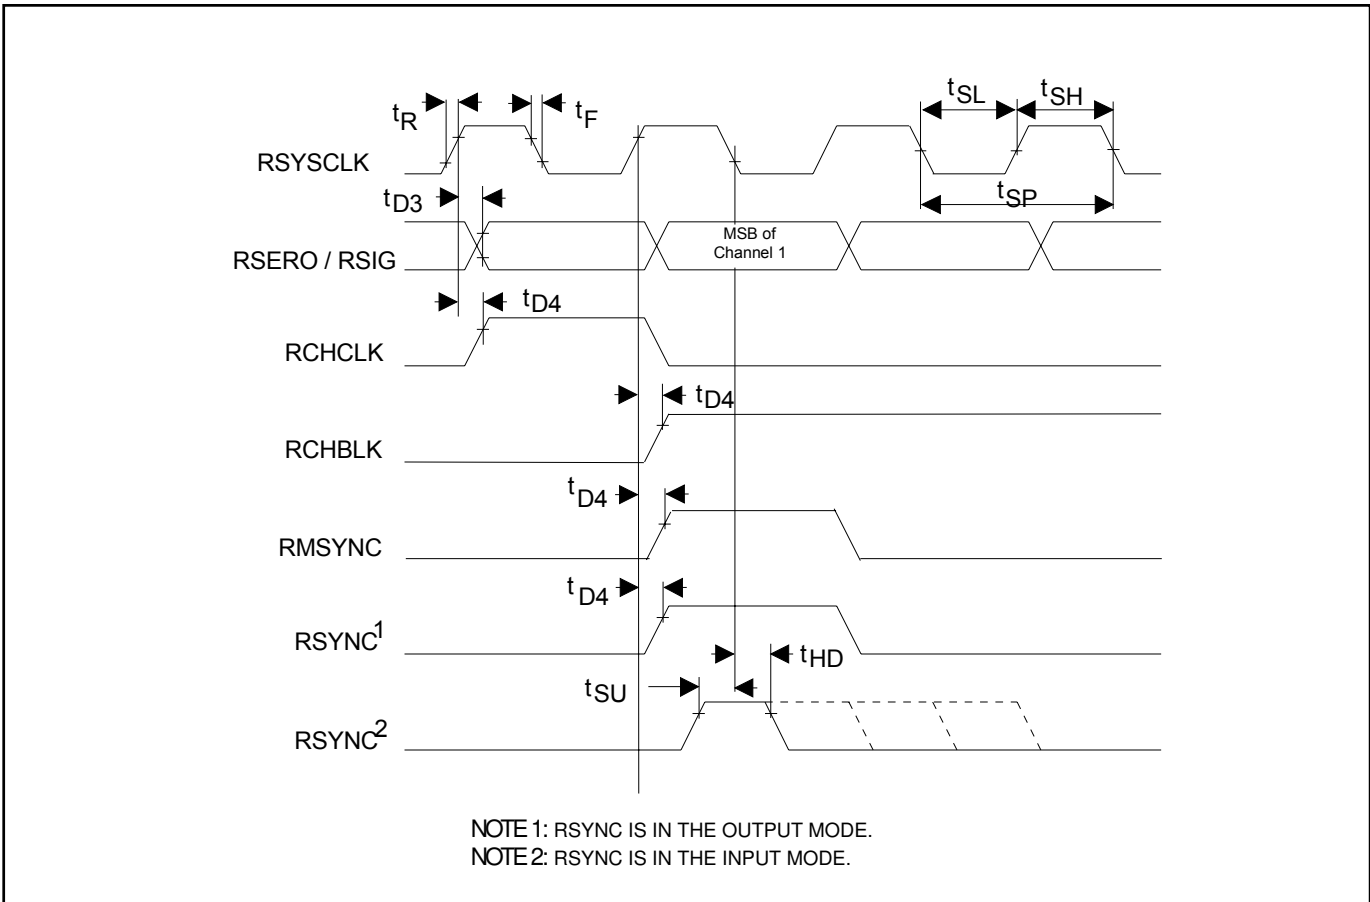 tSL tSH
tR tF
RSYSCLK
tSP
tD3
MSB of
Channel 1
RSERO / RSIG
tD4
RCHCLK
tD4
RCHBLK
tD4
RMSYNC
tD4
RSYNC1
tHD
tSU
RSYNC2
NOTE 1: RSYNC IS IN THE OUTPUT MODE.
NOTE 2: RSYNC IS IN THE INPUT MODE.